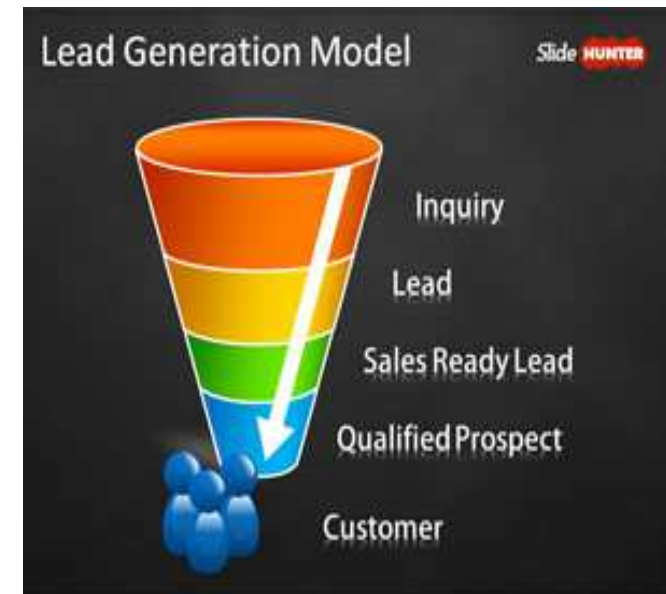 Lead Generation Model
Slide HUNTER
Inquiry
Lead
Sales Ready Lead
Qualified Prospect
Customer